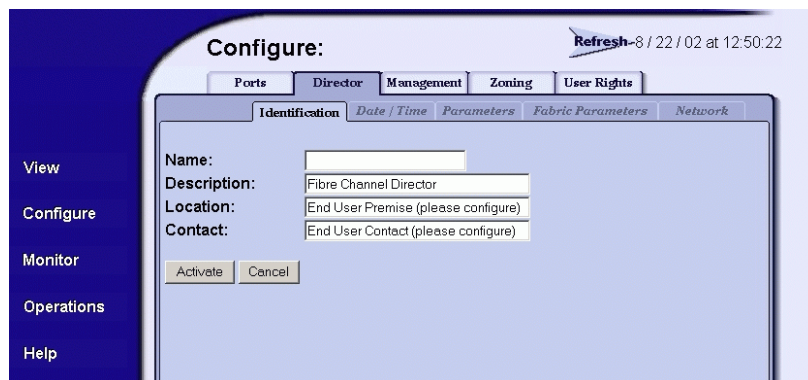 Configure:
Refresh-8 / 22 / 02 at 12:50:22
Ports Director Management Zoning User Rights
Identification Date / Time Parameters Fabric Parameters Network
View
Configure
Monitor
Operations
Help
Name:
Description: Fibre Channel Director
Location: End User Premise (please configure)
Contact: End User Contact (please configure)
Activate Cancel